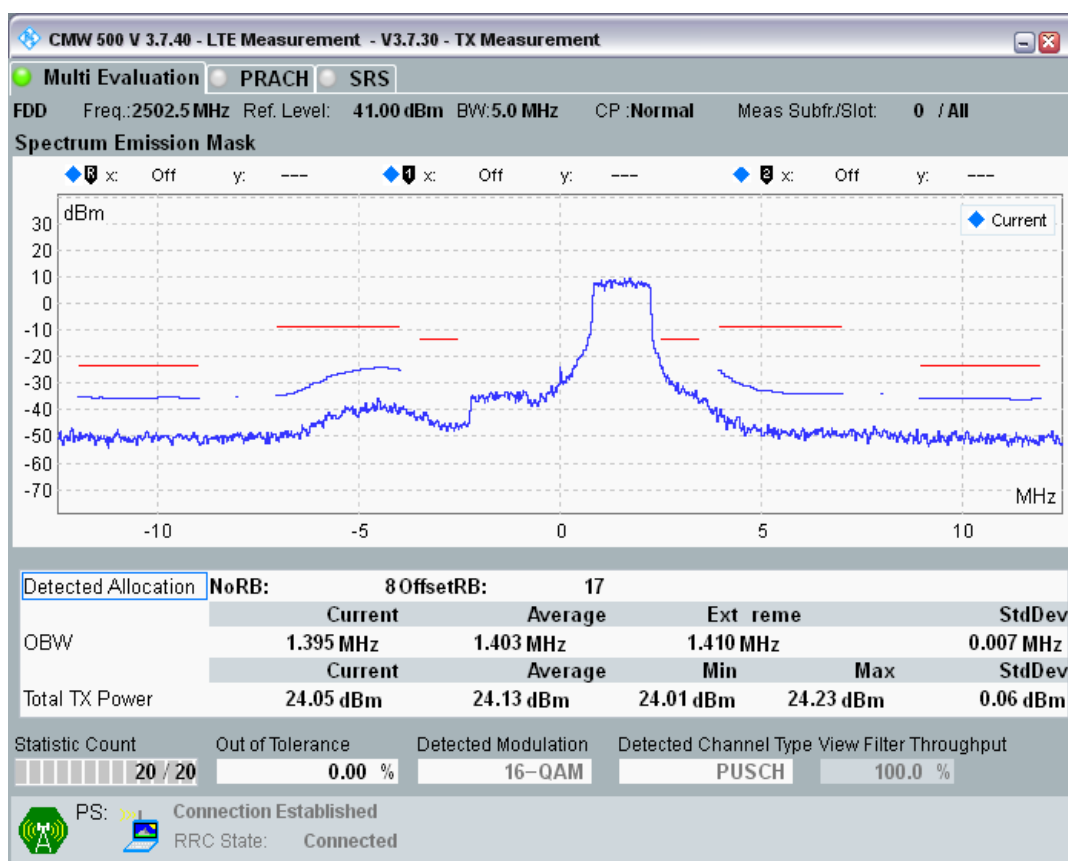 CMW 500 V 3.7.40 - LTE Measurement - V3.7.30 - TX Measurement
Multi Evaluation PRACH SRS
FDD Freq.:2502.5 MHz Ref. Level: 41.00 dBm BW:5.0 MHz CP :Normal Meas Subfr./Slot: 0 / All
Spectrum Emission Mask
R x: Off y: --- 1 x: Off y: --- 2 x: Off y: ---
dBm
Current
30
20
10
0
-10
-20
-30
-40
-50
-60
-70
MHz
-10 -5 0 5 10
Detected Allocation NoRB: 8 OffsetRB: 17
Current Average Ext reme StdDev
OBW 1.395 MHz 1.403 MHz 1.410 MHz 0.007 MHz
Current Average Min Max StdDev
Total TX Power 24.05 dBm 24.13 dBm 24.01 dBm 24.23 dBm 0.06 dBm
Statistic Count Out of Tolerance Detected Modulation Detected Channel Type View Filter Throughput
20 / 20 0.00 % 16-QAM PUSCH 100.0 %
PS: Connection Established
RRC State: Connected